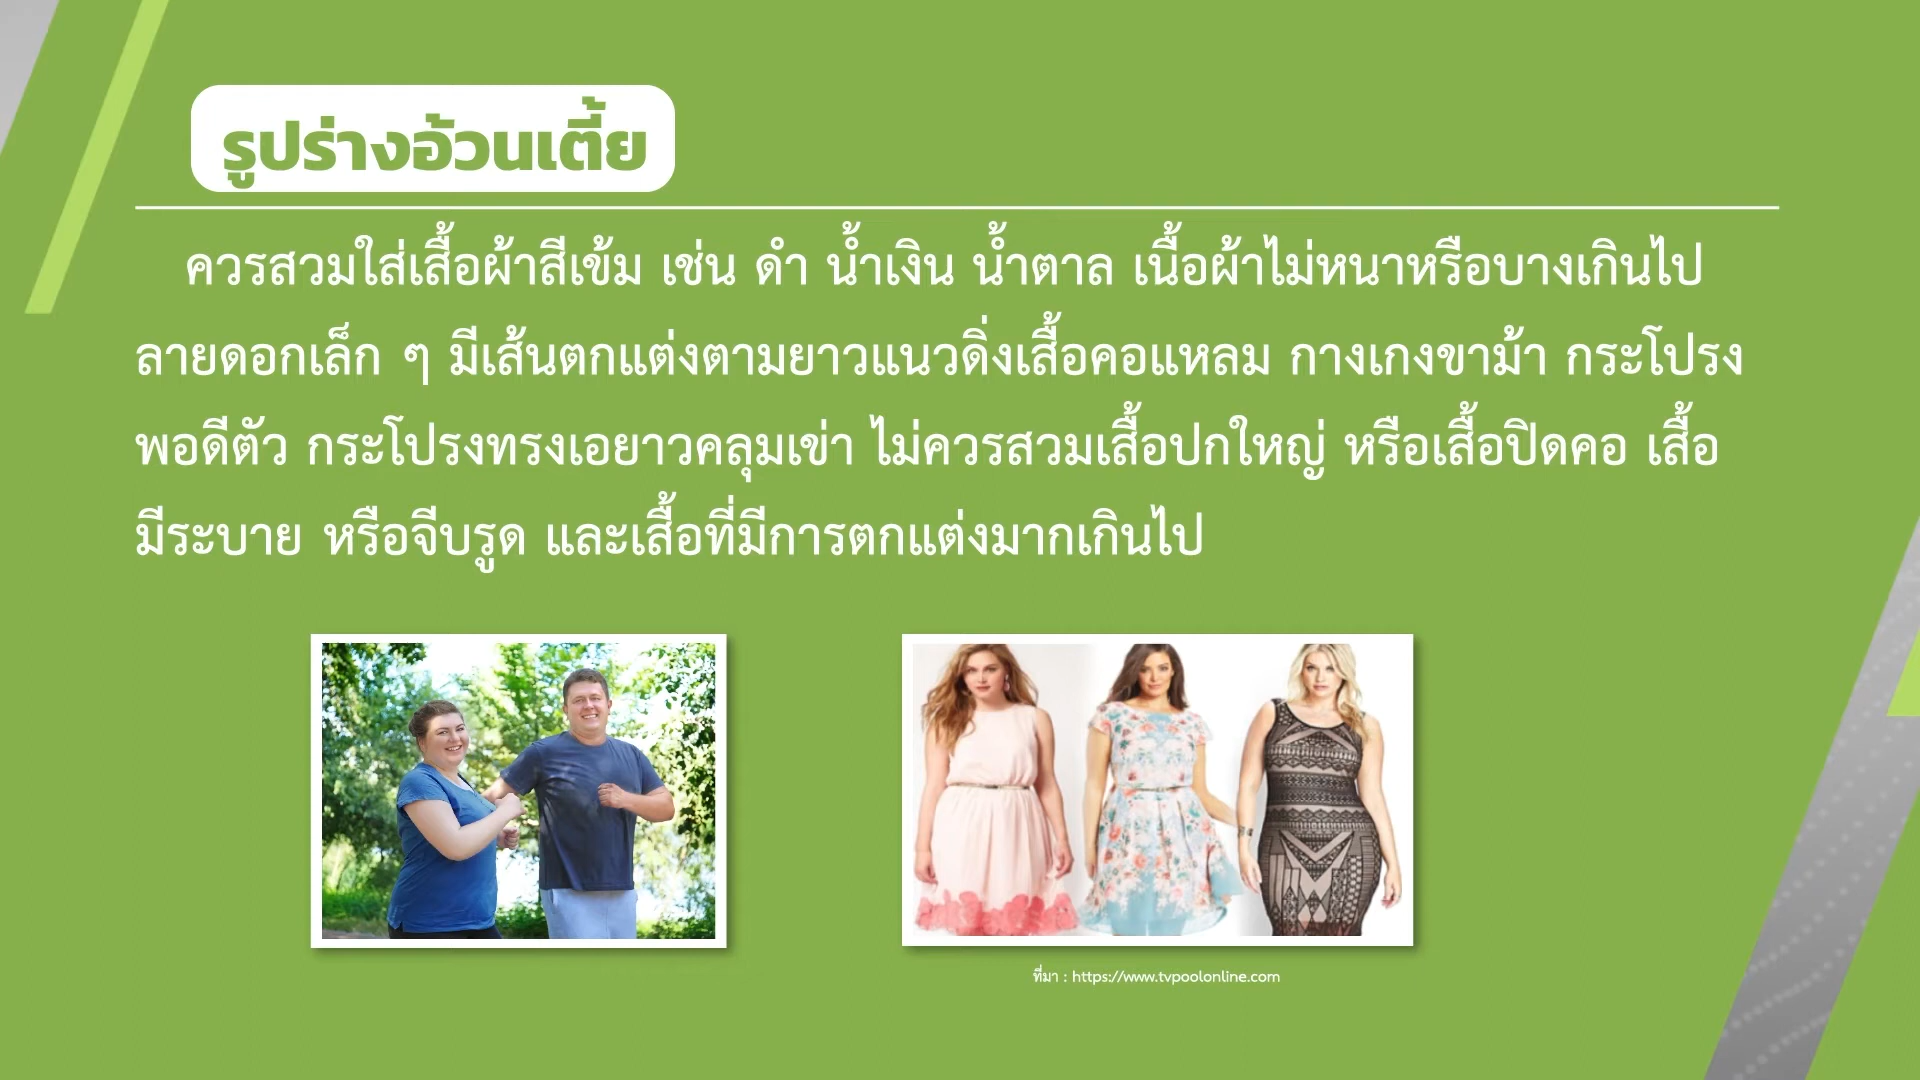 รูปร่างอ้วนเตี้ย
ควรสวมใส่เสื้อผ้าสีเข้ม เช่น ดำ น้ำเงิน น้ำตาล เนื้อผ้าไม่หนาหรือบางเกินไป
ลายดอกเล็ก ๆ มีเส้นตกแต่งตามยาวแนวดิ่งเสื้อคอแหลม กางเกงขาม้า กระโปรง
พอดีตัว กระโปรงทรงเอยาวคลุมเข่า ไม่ควรสวมเสื้อปกใหญ่ หรือเสื้อปิดคอ เสื้อ
มีระบาย หรือจีบรูด และเสื้อที่มีการตกแต่งมากเกินไป
ที่มา : https://www.tvpoolonline.com